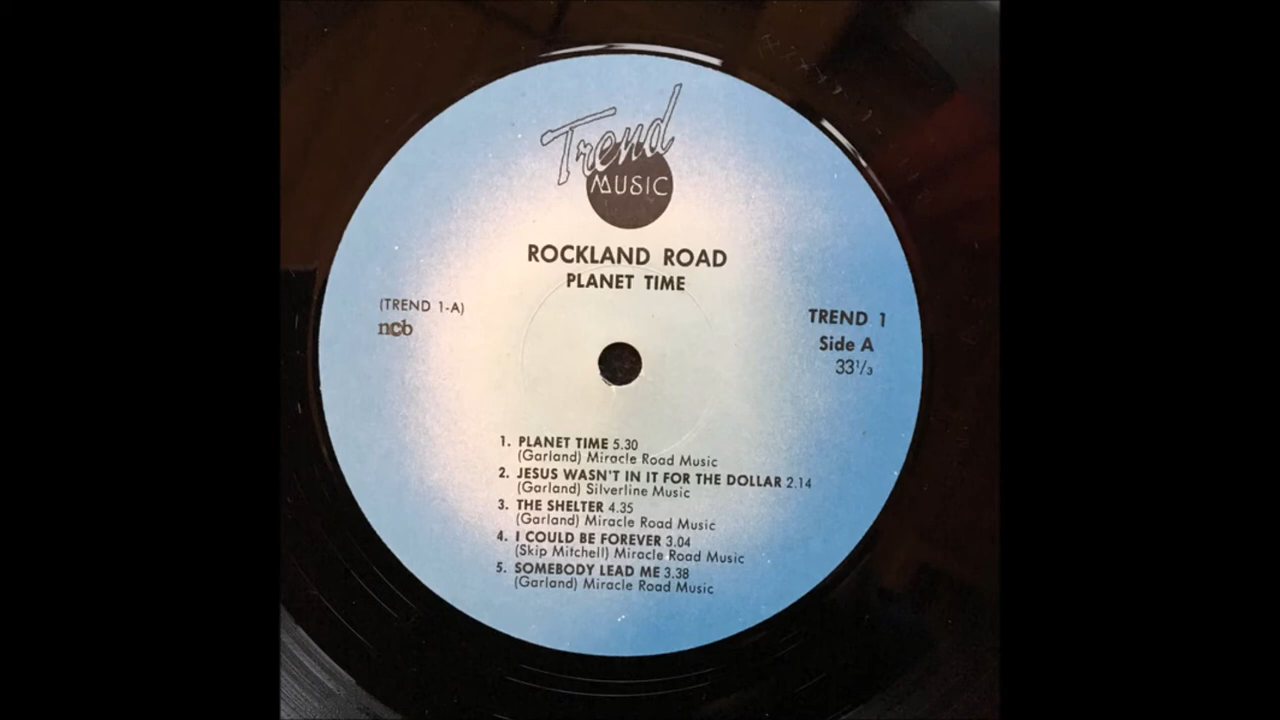 Trend
MUSIC
ROCKLAND ROAD
PLANET TIME
(TREND 1-A)
ncb
TREND 1
Side A
33¹/₃
1. PLANET TIME 5.30
(Garland) Miracle Road Music
2. JESUS WASN'T IN IT FOR THE DOLLAR 2.14
(Garland) Silverline Music
3. THE SHELTER 4.35
(Garland) Miracle Road Music
4. I COULD BE FOREVER 3.04
(Skip Mitchell) Miracle Road Music
5. SOMEBODY LEAD ME 3.38
(Garland) Miracle Road Music